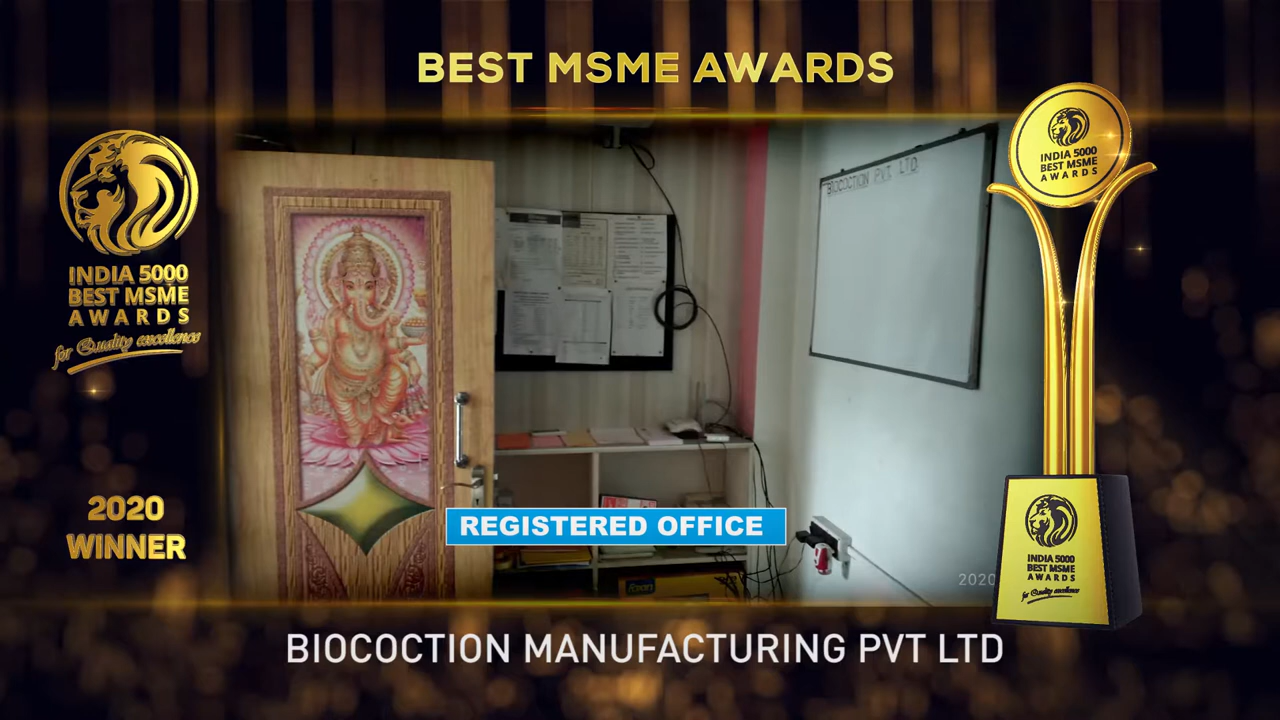 BEST MSME AWARDS
INDIA 5000
BEST MSME
AWARDS
for Quality excellence
2020
WINNER
BIOCOCTION PVT. LTD
REGISTERED OFFICE
2020
INDIA 5000
BEST MSME
AWARDS
INDIA 5000
BEST MSME
AWARDS
for Quality excellence
BIOCOCTION MANUFACTURING PVT LTD